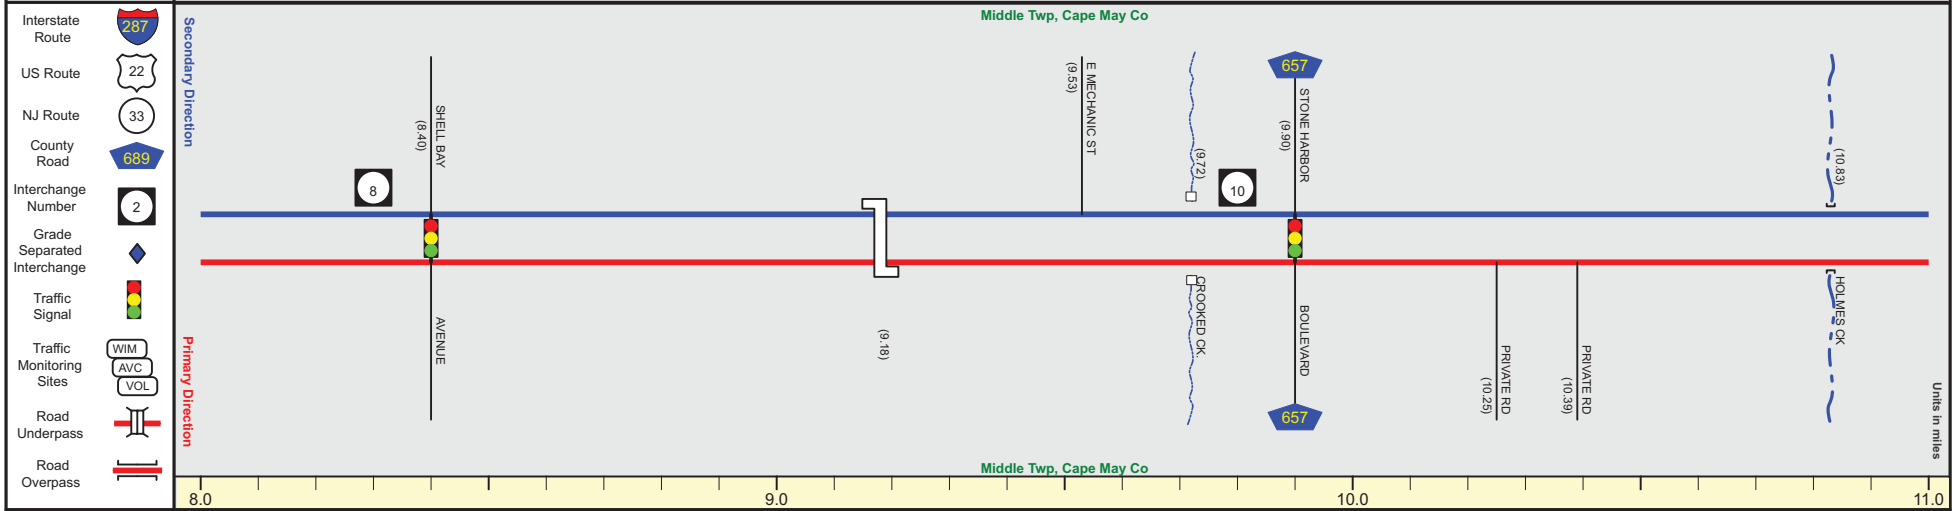 Interstate
Route
287
US Route
22
NJ Route
33
County
Road
689
Interchange
Number
2
Grade
Separated
Interchange
Traffic
Signal
Traffic
Monitoring
Sites
WIM
AVC
VOL
Road
Underpass
Road
Overpass
Secondary Direction
Primary Direction
Middle Twp, Cape May Co
8
SHELL BAY
(8.40)
AVENUE
(9.18)
E MECHANIC ST
(9.53)
(9.72)
CROOKED CK.
10
657
STONE HARBOR
(9.90)
BOULEVARD
657
PRIVATE RD
(10.25)
PRIVATE RD
(10.39)
(10.83)
HOLMES CK
Middle Twp, Cape May Co
Units in miles
8.0
9.0
10.0
11.0